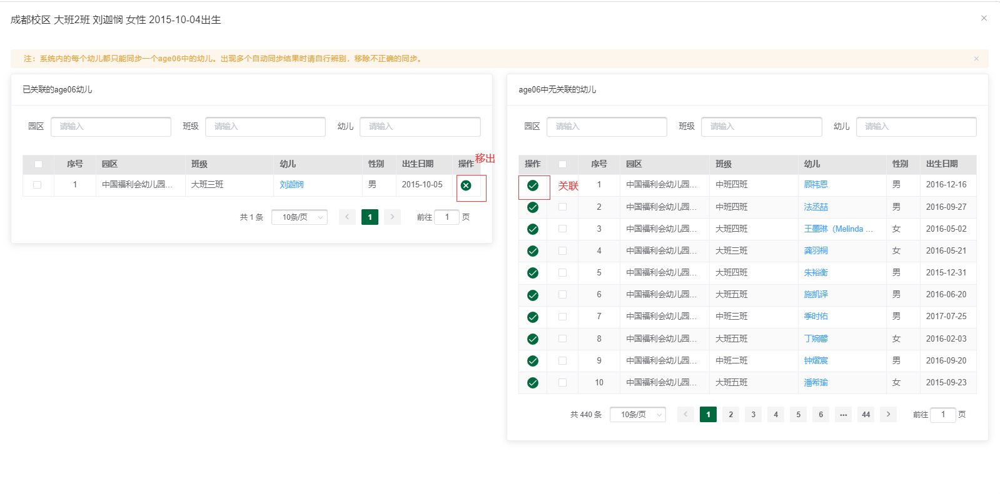 成都校区 大班2班 刘迦悯 女性 2015-10-04出生
注：系统内的每个幼儿都只能同步一个age06中的幼儿。出现多个自动同步结果时请自行辨别，移除不正确的同步。
已关联的age06幼儿
园区 请输入 班级 请输入 幼儿 请输入
移出
序号 园区 班级 幼儿 性别 出生日期 操作
1 中国福利会幼儿园... 大班三班 刘迦悯 男 2015-10-05
共 1 条 10条/页 1 前往 1 页
age06中无关联的幼儿
园区 请输入 班级 请输入 幼儿 请输入
操作 序号 园区 班级 幼儿 性别 出生日期
关联 1 中国福利会幼儿园... 中班四班 顾祎恩 男 2016-12-16
2 中国福利会幼儿园... 中班四班 法丞喆 男 2016-09-27
3 中国福利会幼儿园... 大班四班 王墨琳（Melinda ... 女 2016-05-02
4 中国福利会幼儿园... 大班三班 龚羽桐 女 2016-05-21
5 中国福利会幼儿园... 大班四班 朱裕衡 男 2015-12-31
6 中国福利会幼儿园... 大班五班 施凯泽 男 2016-06-20
7 中国福利会幼儿园... 中班三班 季时佑 男 2017-07-25
8 中国福利会幼儿园... 大班五班 丁婉馨 女 2016-02-03
9 中国福利会幼儿园... 中班二班 钟熠宸 男 2016-09-20
10 中国福利会幼儿园... 大班五班 潘希瑜 女 2015-09-23
共 440 条 10条/页 1 2 3 4 5 6 ... 44 前往 1 页